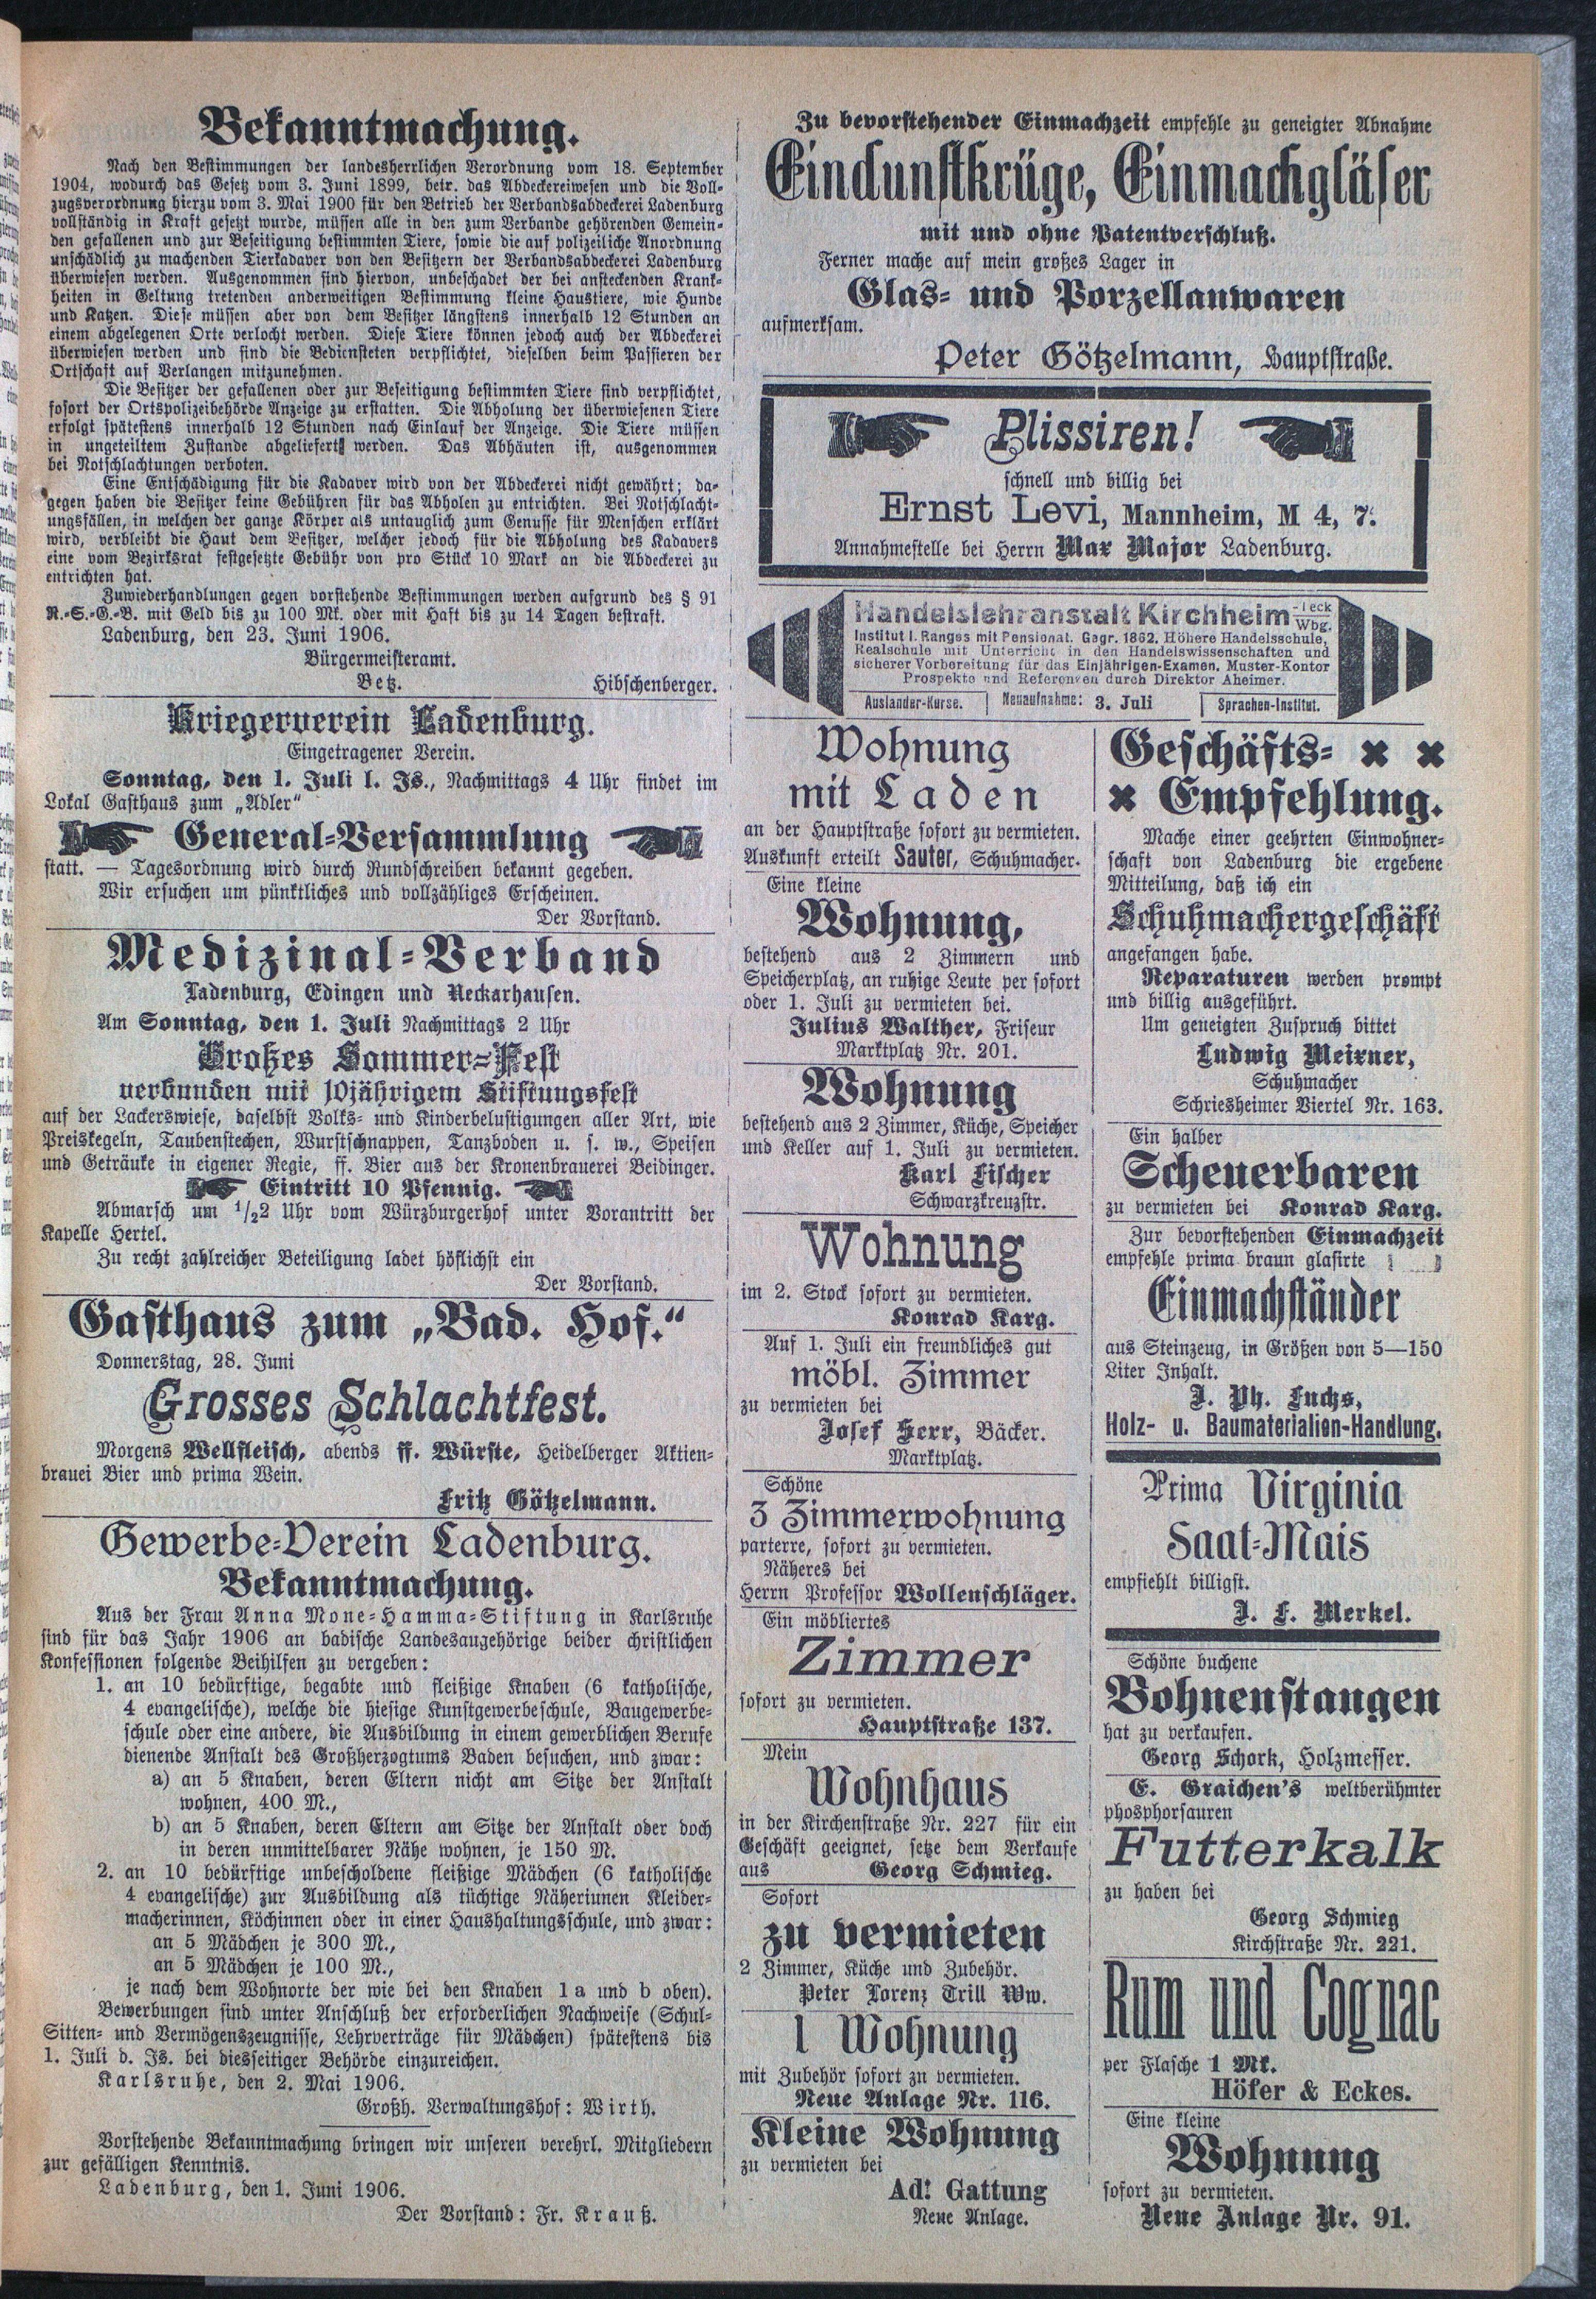 Bekanntmachung.
Nach den Bestimmungen der landesherrlichen Verordnung vom 18. September
1904, wodurch das Gesetz vom 3. Juni 1899, betr. das Abdeckereiwesen und die Voll-
zugsverordnung hierzu vom 3. Mai 1900 für den Betrieb der Verbandsabdeckerei Ladenburg
vollständig in Kraft gesetzt wurde, müssen alle in den zum Verbande gehörenden Gemein-
den gefallenen und zur Beseitigung bestimmten Tiere, sowie die auf polizeiliche Anordnung
unschädlich zu machenden Tierkadaver von den Besitzern der Verbandsabdeckerei Ladenburg
überwiesen werden. Ausgenommen sind hiervon, unbeschadet der bei ansteckenden Krank-
heiten in Geltung tretenden anderweitigen Bestimmung kleine Haustiere, wie Hunde
und Katzen. Diese müssen aber von dem Besitzer längstens innerhalb 12 Stunden an
einem abgelegenen Orte verlocht werden. Diese Tiere können jedoch auch der Abdeckerei
überwiesen werden und sind die Bediensteten verpflichtet, dieselben beim Passieren der
Ortschaft auf Verlangen mitzunehmen.
Die Besitzer der gefallenen oder zur Beseitigung bestimmten Tiere sind verpflichtet,
sofort der Ortspolizeibehörde Anzeige zu erstatten. Die Abholung der überwiesenen Tiere
erfolgt spätestens innerhalb 12 Stunden nach Einlauf der Anzeige. Die Tiere müssen
in ungeteiltem Zustande abgeliefert werden. Das Abhäuten ist, ausgenommen
bei Notschlachtungen verboten.
Eine Entschädigung für die Kadaver wird von der Abdeckerei nicht gewährt; da-
gegen haben die Besitzer keine Gebühren für das Abholen zu entrichten. Bei Notschlacht-
ungsfällen, in welchen der ganze Körper als untauglich zum Genusse für Menschen erklärt
wird, verbleibt die Haut dem Besitzer, welcher jedoch für die Abholung des Kadavers
eine vom Bezirksrat festgesetzte Gebühr von pro Stück 10 Mark an die Abdeckerei zu
entrichten hat.
Zuwiederhandlungen gegen vorstehende Bestimmungen werden aufgrund des § 91
R.-S.-G.-B. mit Geld bis zu 100 Mk. oder mit Haft bis zu 14 Tagen bestraft.
Ladenburg, den 23. Juni 1906.
Bürgermeisteramt.
Betz. Hibschenberger.
Kriegerverein Ladenburg.
Eingetragener Verein.
Sonntag, den 1. Juli l. Js., Nachmittags 4 Uhr findet im
Lokal Gasthaus zum „Adler“
General-Versammlung
statt. — Tagesordnung wird durch Rundschreiben bekannt gegeben.
Wir ersuchen um pünktliches und vollzähliges Erscheinen.
Der Vorstand.
Medizinal-Verband
Ladenburg, Edingen und Neckarhausen.
Am Sonntag, den 1. Juli Nachmittags 2 Uhr
Großes Sommer-Fest
verbunden mit 10jährigem Stiftungsfest
auf der Lackerswiese, daselbst Volks- und Kinderbelustigungen aller Art, wie
Preiskegeln, Taubenstechen, Wurstschnappen, Tanzboden u. s. w., Speisen
und Getränke in eigener Regie, ff. Bier aus der Kronenbrauerei Beidinger.
Eintritt 10 Pfennig.
Abmarsch um 1/22 Uhr vom Würzburgerhof unter Vorantritt der
Kapelle Hertel.
Zu recht zahlreicher Beteiligung ladet höflichst ein
Der Vorstand.
Gasthaus zum „Bad. Hof.“
Donnerstag, 28. Juni
Grosses Schlachtfest.
Morgens Wellfleisch, abends ff. Würste, Heidelberger Aktien-
brauei Bier und prima Wein.
Fritz Götzelmann.
Gewerbe-Verein Ladenburg.
Bekanntmachung.
Aus der Frau Anna Mone-Hamma-Stiftung in Karlsruhe
sind für das Jahr 1906 an badische Landesangehörige beider christlichen
Konfessionen folgende Beihilfen zu vergeben:
1. an 10 bedürftige, begabte und fleißige Knaben (6 katholische,
4 evangelische), welche die hiesige Kunstgewerbeschule, Baugewerbe-
schule oder eine andere, die Ausbildung in einem gewerblichen Berufe
dienende Anstalt des Großherzogtums Baden besuchen, und zwar:
a) an 5 Knaben, deren Eltern nicht am Sitze der Anstalt
wohnen, 400 M.,
b) an 5 Knaben, deren Eltern am Sitze der Anstalt oder doch
in deren unmittelbarer Nähe wohnen, je 150 M.
2. an 10 bedürftige unbescholdene fleißige Mädchen (6 katholische
4 evangelische) zur Ausbildung als tüchtige Näheriunen Kleider-
macherinnen, Köchinnen oder in einer Haushaltungsschule, und zwar:
an 5 Mädchen je 300 M.,
an 5 Mädchen je 100 M.,
je nach dem Wohnorte der wie bei den Knaben 1a und b oben).
Bewerbungen sind unter Anschluß der erforderlichen Nachweise (Schul-
Sitten- und Vermögenszeugnisse, Lehrverträge für Mädchen) spätestens bis
1. Juli d. Js. bei diesseitiger Behörde einzureichen.
Karlsruhe, den 2. Mai 1906.
Großh. Verwaltungshof: Wirth.
Vorstehende Bekanntmachung bringen wir unseren verehrl. Mitgliedern
zur gefälligen Kenntnis.
Ladenburg, den 1. Juni 1906.
Der Vorstand: Fr. Krauß.
Zu bevorstehender Einmachzeit empfehle zu geneigter Abnahme
Eindunstkrüge, Einmachgläser
mit und ohne Patentverschluß.
Ferner mache auf mein großes Lager in
Glas- und Porzellanwaren
aufmerksam.
Peter Götzelmann, Hauptstraße.
Plissiren!
schnell und billig bei
Ernst Levi, Mannheim, M 4, 7.
Annahmestelle bei Herrn Max Major Ladenburg.
Handelslehranstalt Kirchheim -Teck Wbg.
Institut I. Ranges mit Pensionat. Gegr. 1862. Höhere Handelsschule,
Realschule mit Unterricht in den Handelswissenschaften und
sicherer Vorbereitung für das Einjährigen-Examen. Muster-Kontor
Prospekte und Referenzen durch Direktor Aheimer.
Ausländer-Kurse. Neuaufnahme: 3. Juli Sprachen-Institut.
Wohnung
mit Laden
an der Hauptstraße sofort zu vermieten.
Auskunft erteilt Sauter, Schuhmacher.
Eine kleine
Wohnung,
bestehend aus 2 Zimmern und
Speicherplatz, an ruhige Leute per sofort
oder 1. Juli zu vermieten bei.
Julius Walther, Friseur
Marktplatz Nr. 201.
Wohnung
bestehend aus 2 Zimmer, Küche, Speicher
und Keller auf 1. Juli zu vermieten.
Karl Fischer
Schwarzkreuzstr.
Wohnung
im 2. Stock sofort zu vermieten.
Konrad Karg.
Auf 1. Juli ein freundliches gut
möbl. Zimmer
zu vermieten bei
Josef Herr, Bäcker.
Marktplatz.
Schöne
3 Zimmerwohnung
parterre, sofort zu vermieten.
Näheres bei
Herrn Professor Wollenschläger.
Ein möbliertes
Zimmer
sofort zu vermieten.
Hauptstraße 137.
Mein
Wohnhaus
in der Kirchenstraße Nr. 227 für ein
Geschäft geeignet, setze dem Verkaufe
aus Georg Schmieg.
Sofort
zu vermieten
2 Zimmer, Küche und Zubehör.
Peter Lorenz Trill Ww.
1 Wohnung
mit Zubehör sofort zu vermieten.
Neue Anlage Nr. 116.
Kleine Wohnung
zu vermieten bei
Ad. Gattung
Neue Anlage.
Geschäfts-
Empfehlung.
Mache einer geehrten Einwohner-
schaft von Ladenburg die ergebene
Mitteilung, daß ich ein
Schuhmachergeschäft
angefangen habe.
Reparaturen werden prompt
und billig ausgeführt.
Um geneigten Zuspruch bittet
Ludwig Meixner,
Schuhmacher
Schriesheimer Viertel Nr. 163.
Ein halber
Scheuerbaren
zu vermieten bei Konrad Karg.
Zur bevorstehenden Einmachzeit
empfehle prima braun glasirte
Einmachständer
aus Steinzeug, in Größen von 5—150
Liter Inhalt.
J. Ph. Fuchs,
Holz- u. Baumaterialien-Handlung.
Prima Virginia
Saat-Mais
empfiehlt billigst.
J. F. Merkel.
Schöne buchene
Bohnenstangen
hat zu verkaufen.
Georg Schork, Holzmesser.
E. Graichen's weltberühmter
phosphorsauren
Futterkalk
zu haben bei
Georg Schmieg
Kirchstraße Nr. 221.
Rum und Cognac
per Flasche 1 Mk.
Höfer & Eckes.
Eine kleine
Wohnung
sofort zu vermieten.
Neue Anlage Nr. 91.